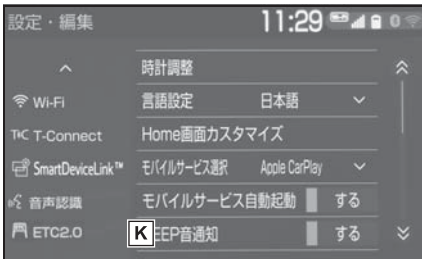 設定・編集 11:29
時計調整
Wi-Fi 言語設定 日本語
T-Connect Home画面カスタマイズ
SmartDeviceLink™ モバイルサービス選択 Apple CarPlay
音声認識 モバイルサービス自動起動 する
ETC2.0 K EEP音通知 する